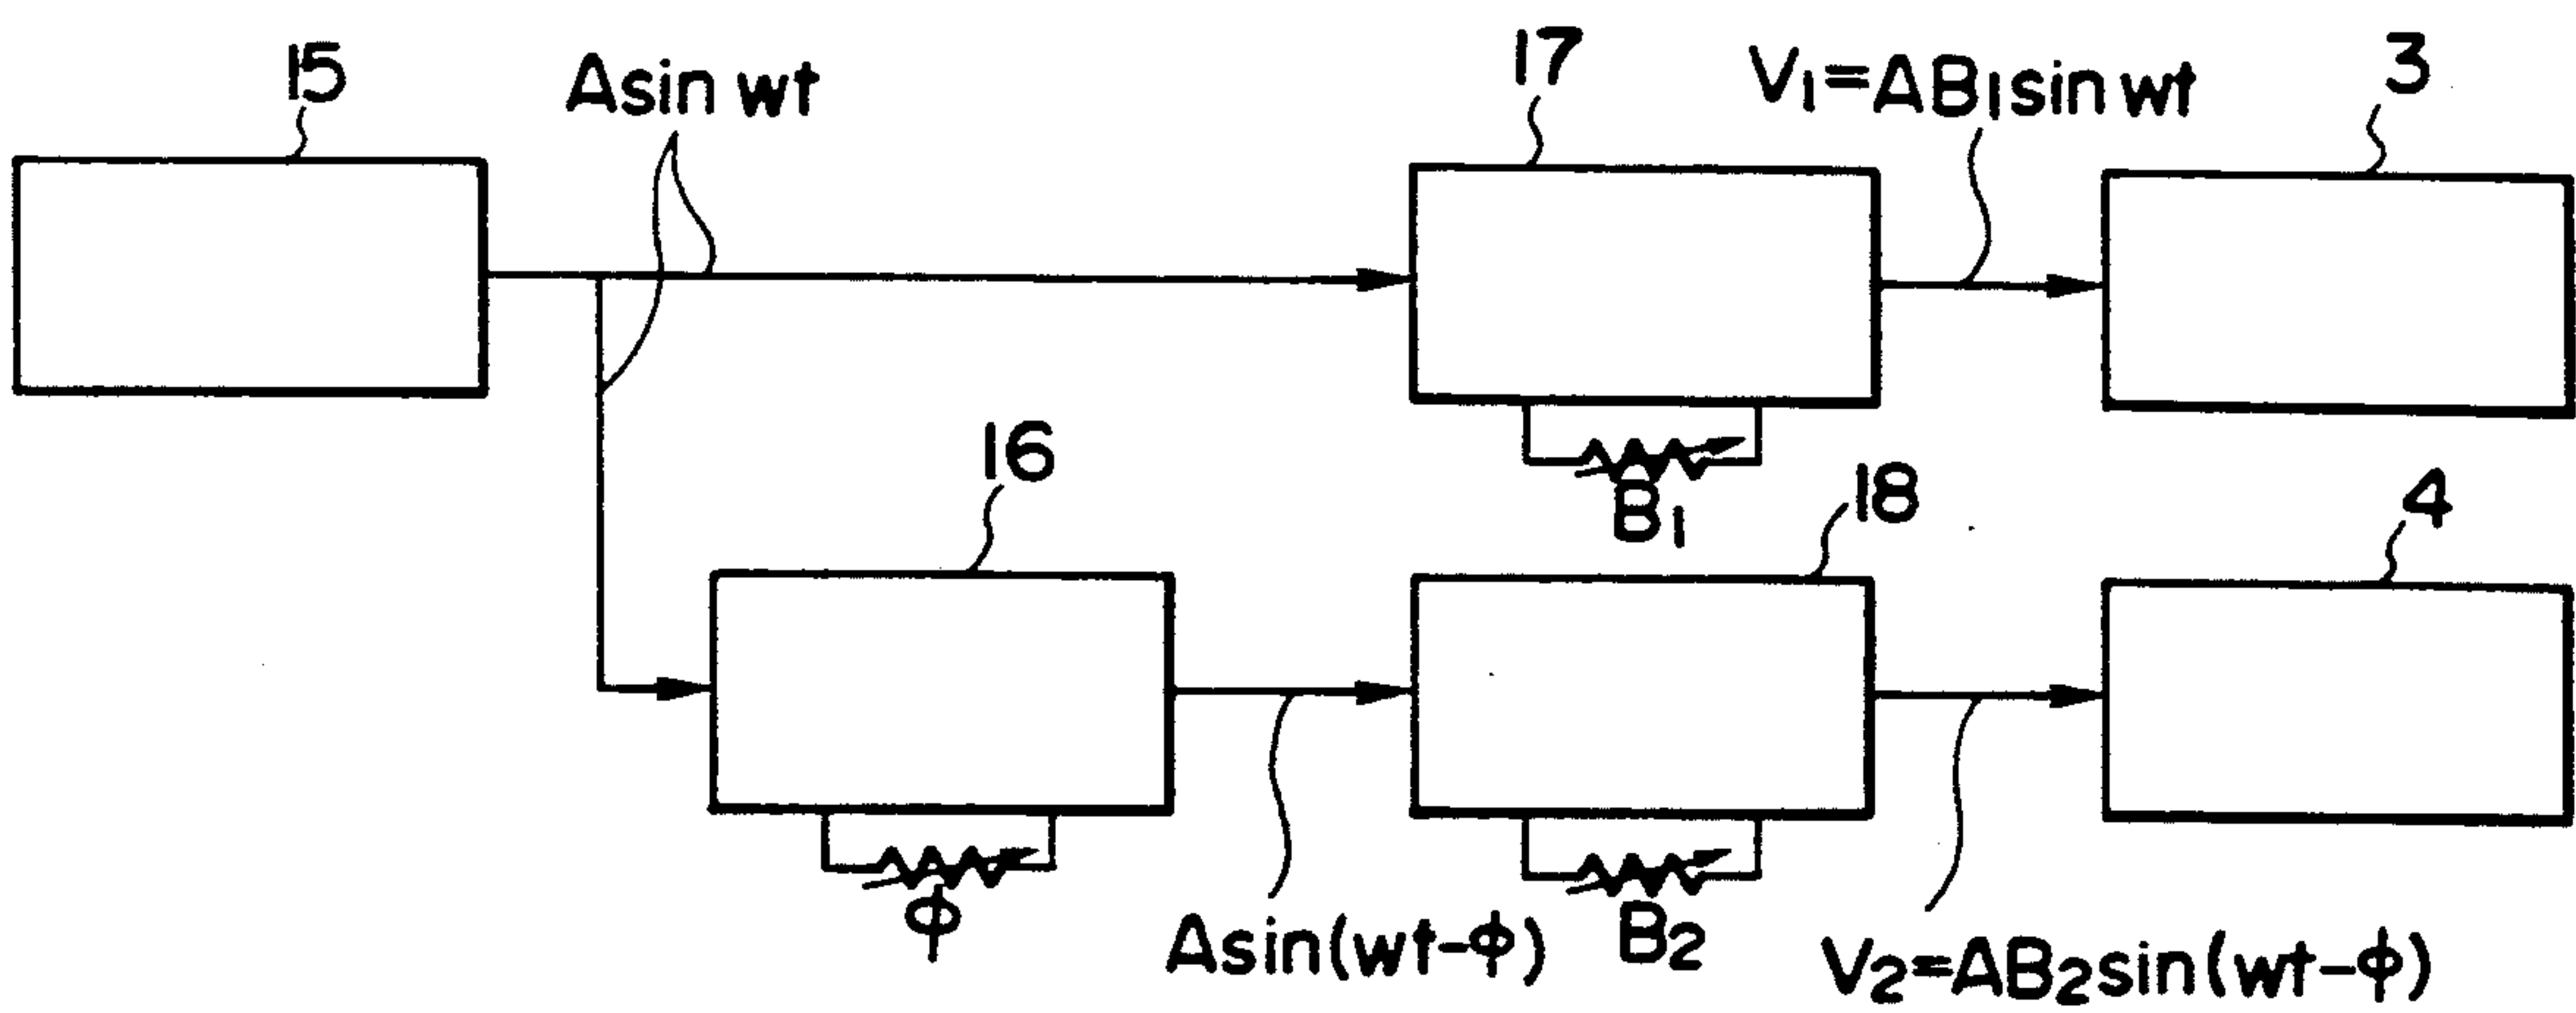 15
Asin wt
17
V1=AB1sin wt
3
B1
16
18
4
ϕ
Asin(wt-ϕ)
B2
V2=AB2sin(wt-ϕ)